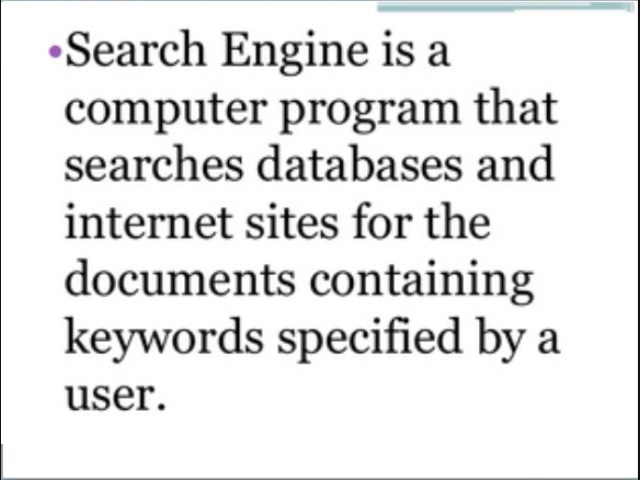 •Search Engine is a
computer program that
searches databases and
internet sites for the
documents containing
keywords specified by a
user.